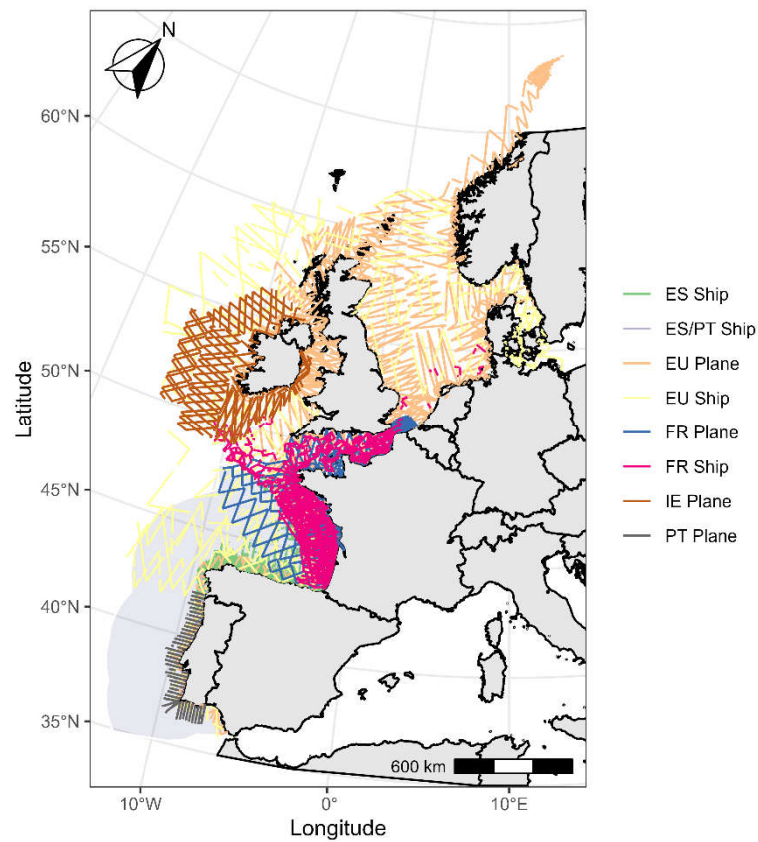 N
60°N
55°N
50°N
45°N
40°N
35°N
Latitude
10°W
0°
10°E
Longitude
600 km
ES Ship
ES/PT Ship
EU Plane
EU Ship
FR Plane
FR Ship
IE Plane
PT Plane